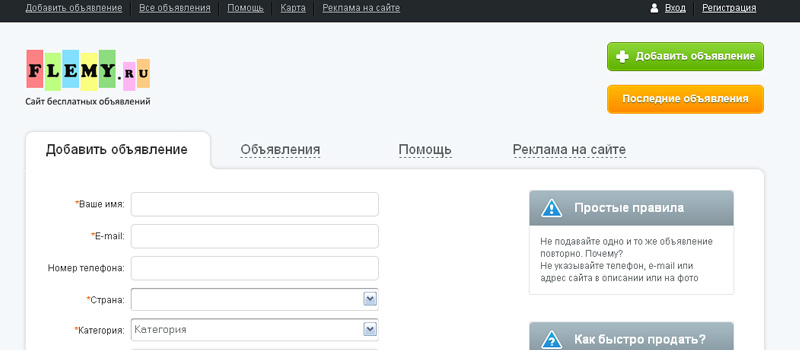 Добавить объявление Все объявления Помощь Карта Реклама на сайте Вход Регистрация
FLEMY.RU
Сайт бесплатных объявлений
Добавить объявление
Последние объявления
Добавить объявление Объявления Помощь Реклама на сайте
*Ваше имя:
*E-mail:
Номер телефона:
*Страна:
*Категория: Категория
Простые правила
Не подавайте одно и то же объявление
повторно. Почему?
Не указывайте телефон, e-mail или
адрес сайта в описании или на фото
Как быстро продать?